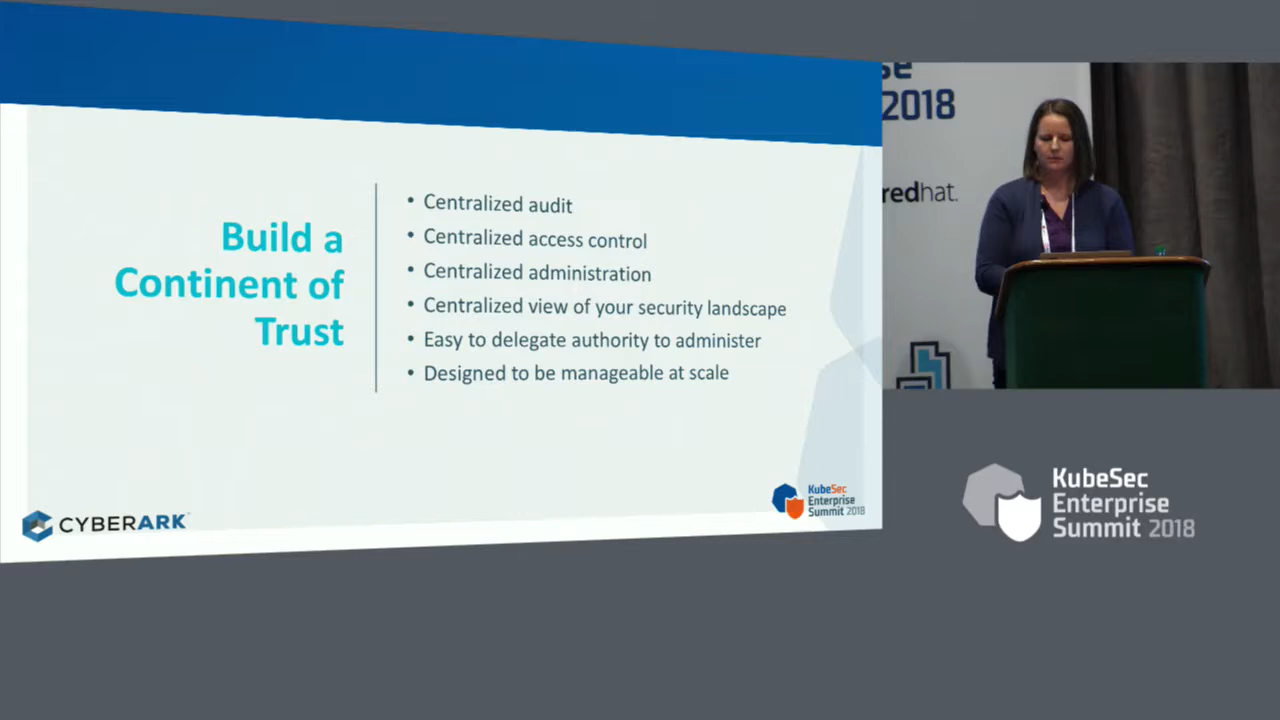 Build a
Continent of
Trust
• Centralized audit
• Centralized access control
• Centralized administration
• Centralized view of your security landscape
• Easy to delegate authority to administer
• Designed to be manageable at scale
CYBERARK
KubeSec
Enterprise
Summit 2018
se
2018
redhat.
KubeSec
Enterprise
Summit 2018